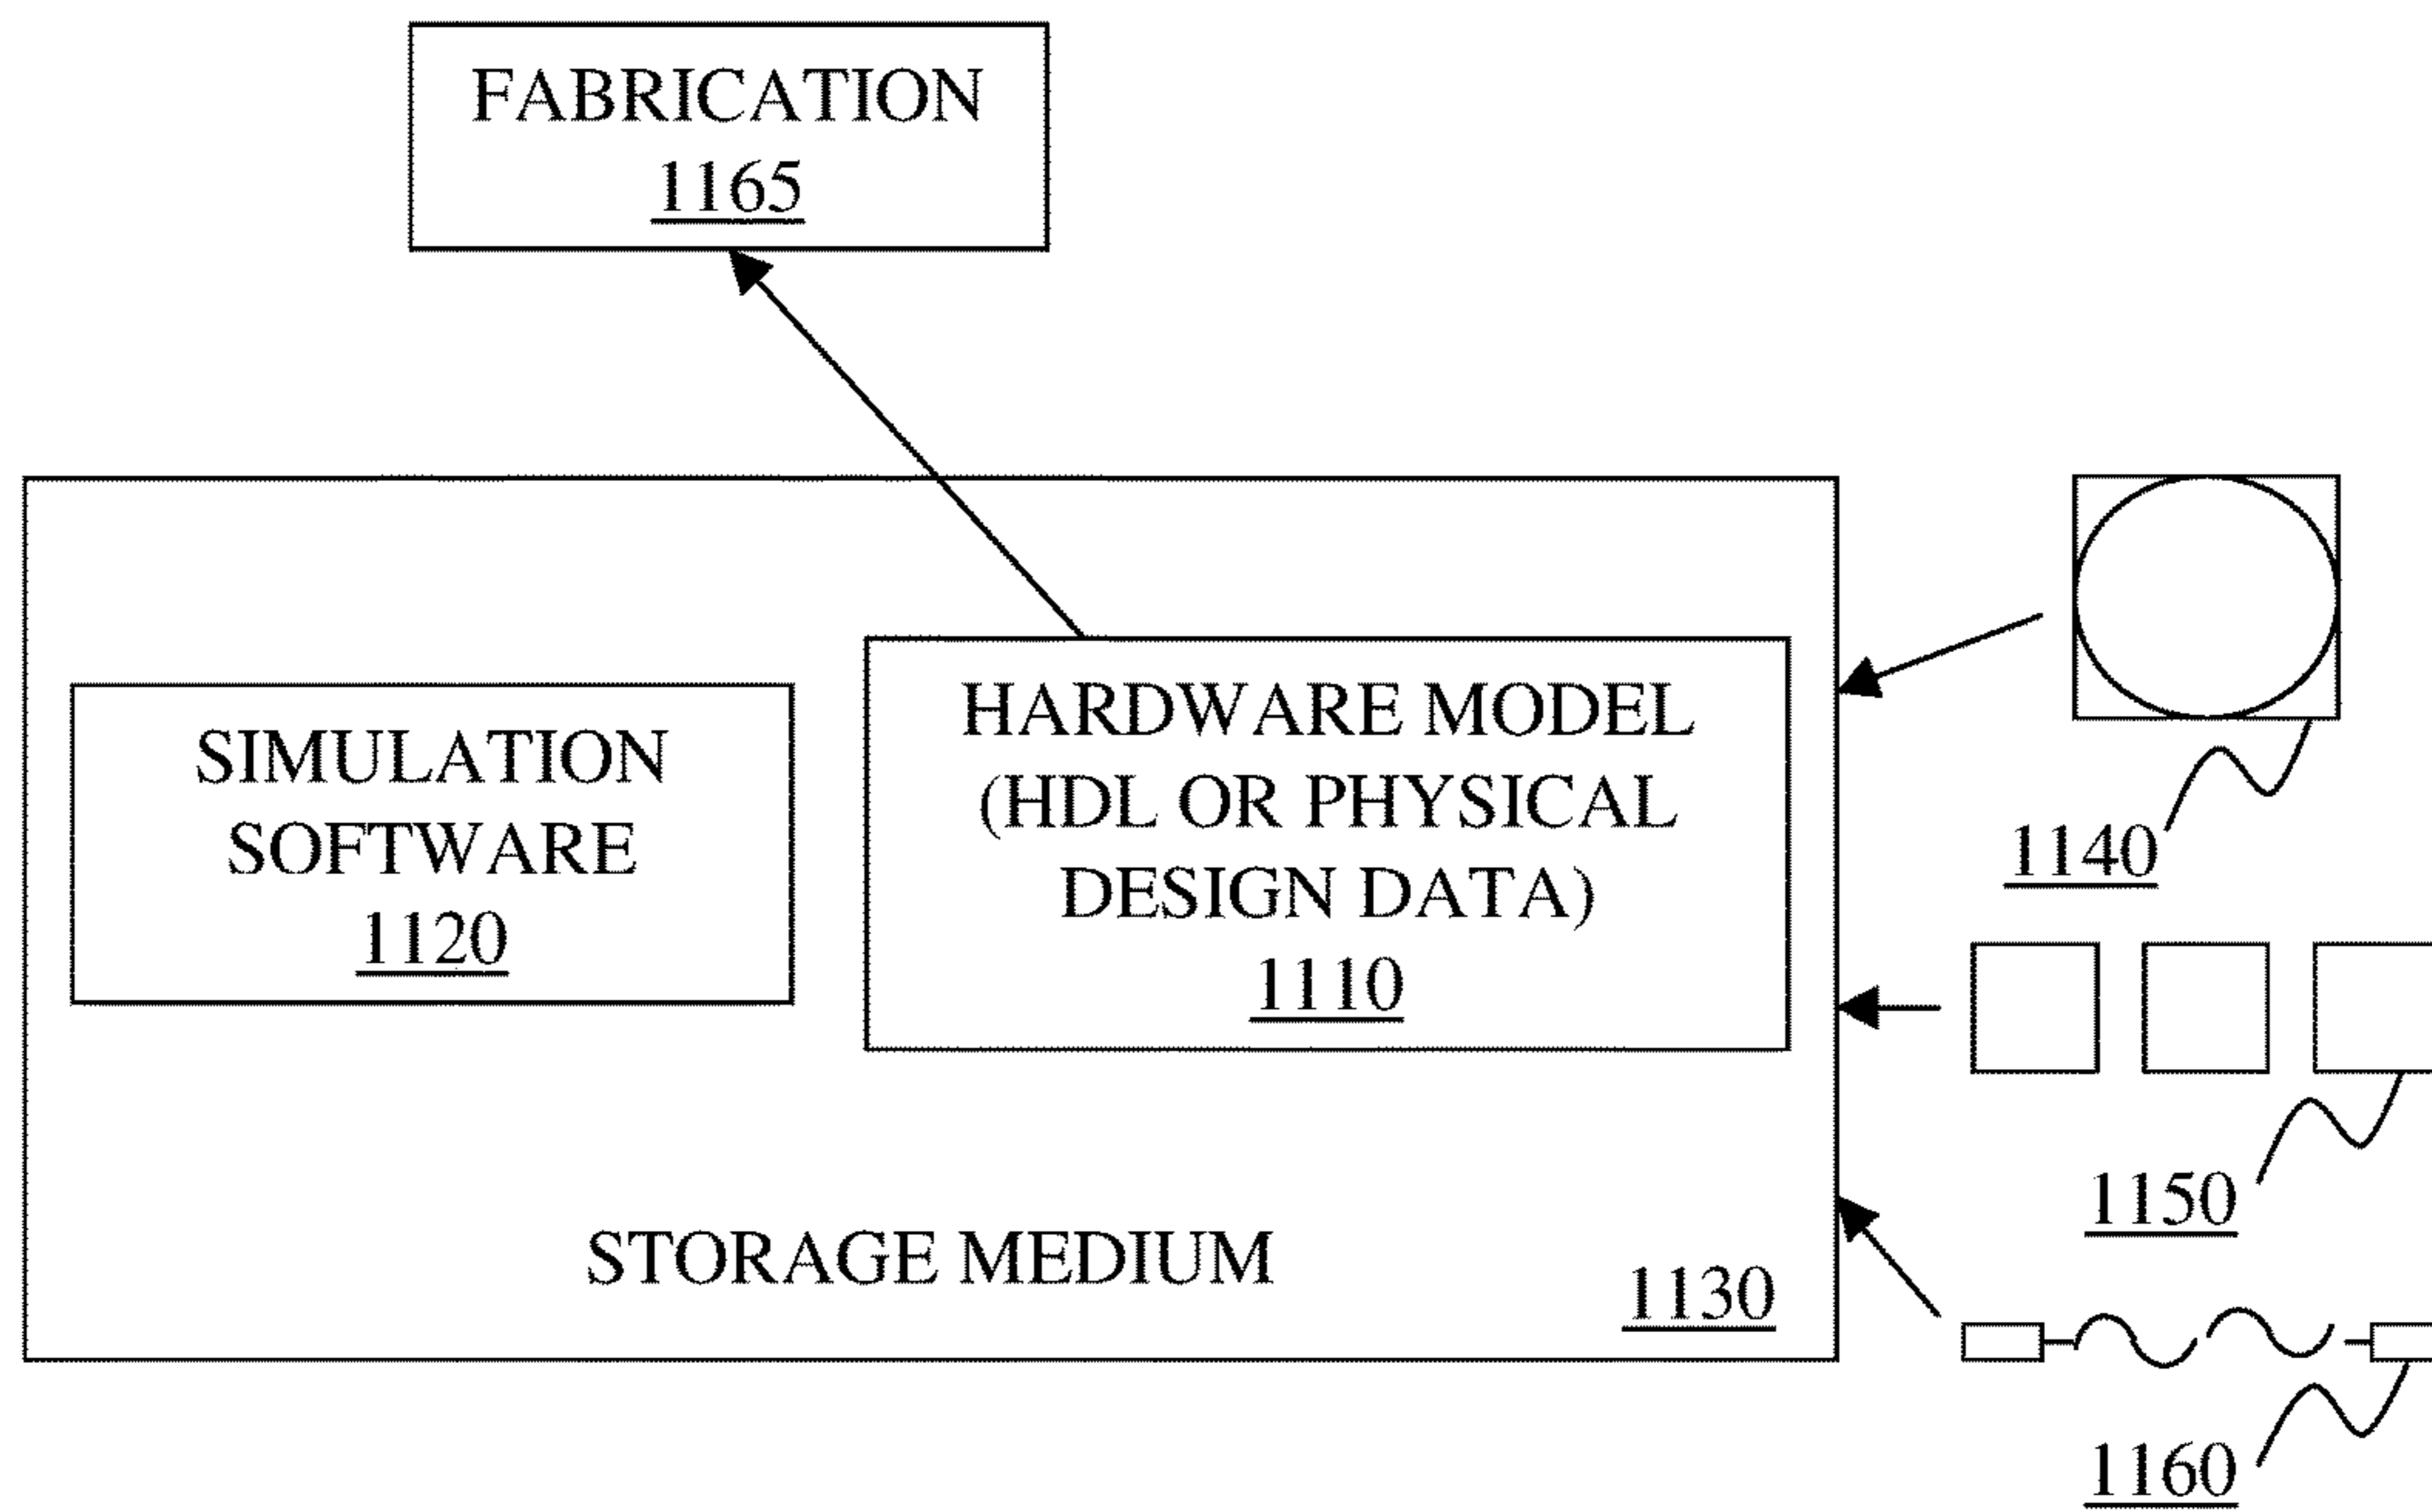 FABRICATION
1165
SIMULATION
SOFTWARE
1120
HARDWARE MODEL
(HDL OR PHYSICAL
DESIGN DATA)
1110
STORAGE MEDIUM
1130
1140
1150
1160